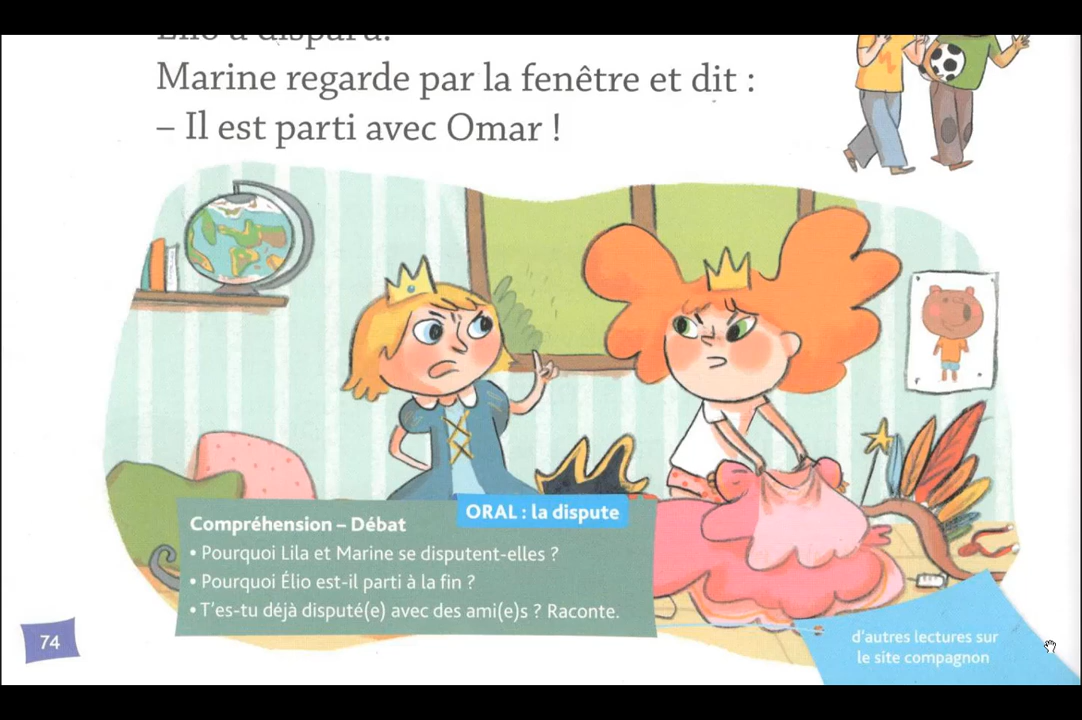 Élio a disparu.
Marine regarde par la fenêtre et dit :
– Il est parti avec Omar !
ORAL : la dispute
Compréhension – Débat
• Pourquoi Lila et Marine se disputent-elles ?
• Pourquoi Élio est-il parti à la fin ?
• T'es-tu déjà disputé(e) avec des ami(e)s ? Raconte.
74
d'autres lectures sur
le site compagnon